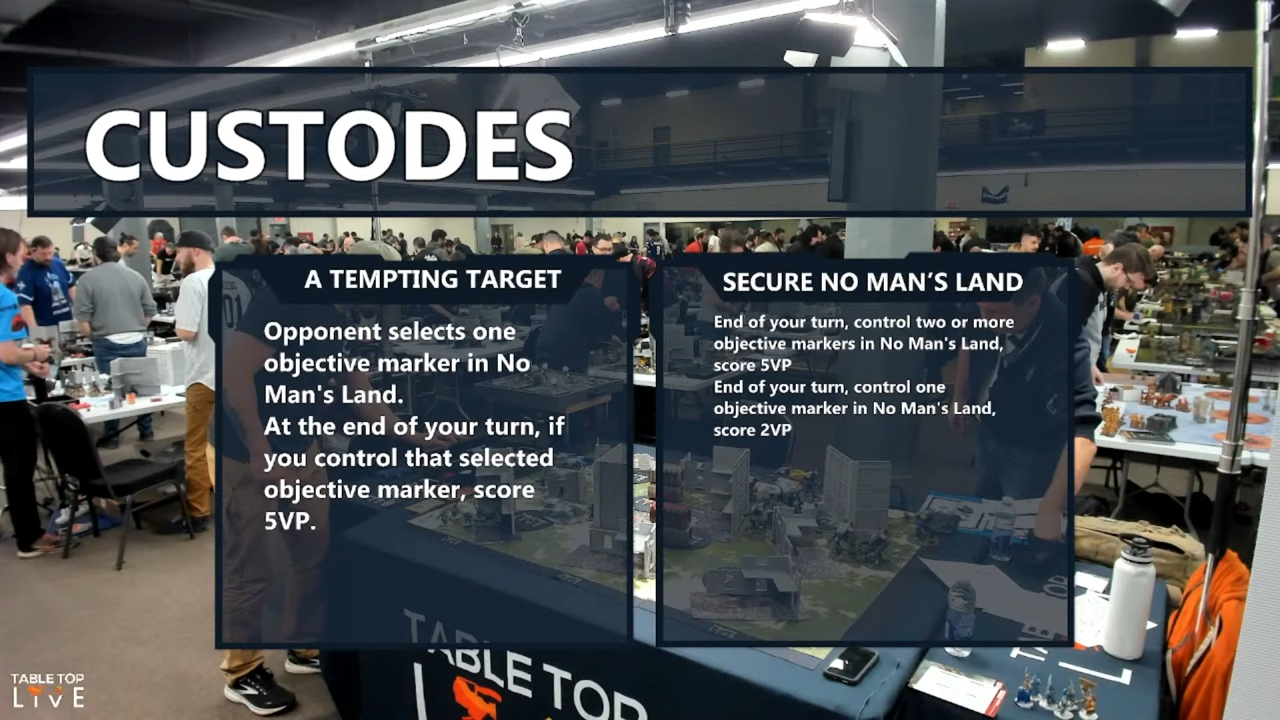 CUSTODES
A TEMPTING TARGET
Opponent selects one
objective marker in No
Man's Land.
At the end of your turn, if
you control that selected
objective marker, score
5VP.
SECURE NO MAN’S LAND
End of your turn, control two or more
objective markers in No Man's Land,
score 5VP
End of your turn, control one
objective marker in No Man's Land,
score 2VP
01
TABLE TOP
TABLE TOP
LIVE